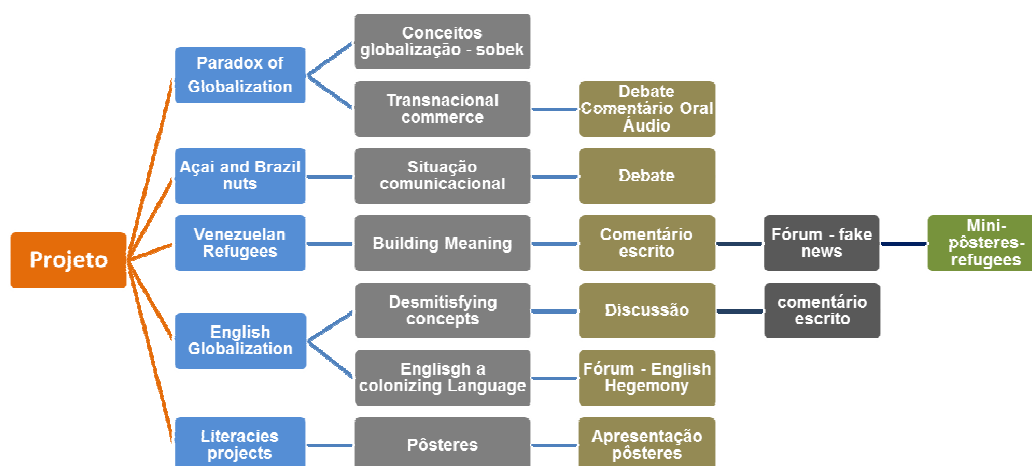 Projeto
Paradox of
Globalization
Conceitos
globalização - sobek
Transnacional
commerce
Debate
Comentário Oral
Áudio
Açai and Brazil
nuts
Situação
comunicacional
Debate
Venezuelan
Refugees
Building Meaning
Comentário
escrito
Fórum - fake
news
Mini-
pôsteres-
refugees
English
Globalization
Desmitisfying
concepts
Discussão
comentário
escrito
Englisgh a
colonizing Language
Fórum - English
Hegemony
Literacies
projects
Pôsteres
Apresentação
pôsteres